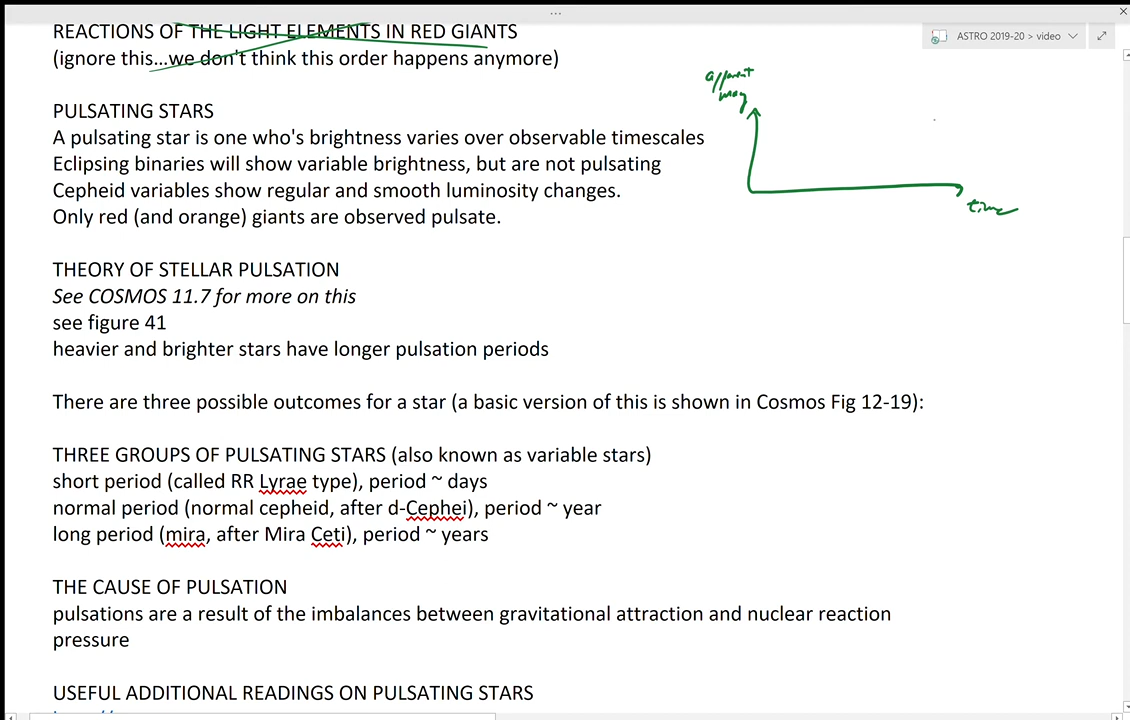 REACTIONS OF THE LIGHT ELEMENTS IN RED GIANTS
(ignore this...we don't think this order happens anymore)
ASTRO 2019-20 > video
apparent
mag
time
PULSATING STARS
A pulsating star is one who's brightness varies over observable timescales
Eclipsing binaries will show variable brightness, but are not pulsating
Cepheid variables show regular and smooth luminosity changes.
Only red (and orange) giants are observed pulsate.
THEORY OF STELLAR PULSATION
See COSMOS 11.7 for more on this
see figure 41
heavier and brighter stars have longer pulsation periods
There are three possible outcomes for a star (a basic version of this is shown in Cosmos Fig 12-19):
THREE GROUPS OF PULSATING STARS (also known as variable stars)
short period (called RR Lyrae type), period ~ days
normal period (normal cepheid, after d-Cephei), period ~ year
long period (mira, after Mira Ceti), period ~ years
THE CAUSE OF PULSATION
pulsations are a result of the imbalances between gravitational attraction and nuclear reaction
pressure
USEFUL ADDITIONAL READINGS ON PULSATING STARS